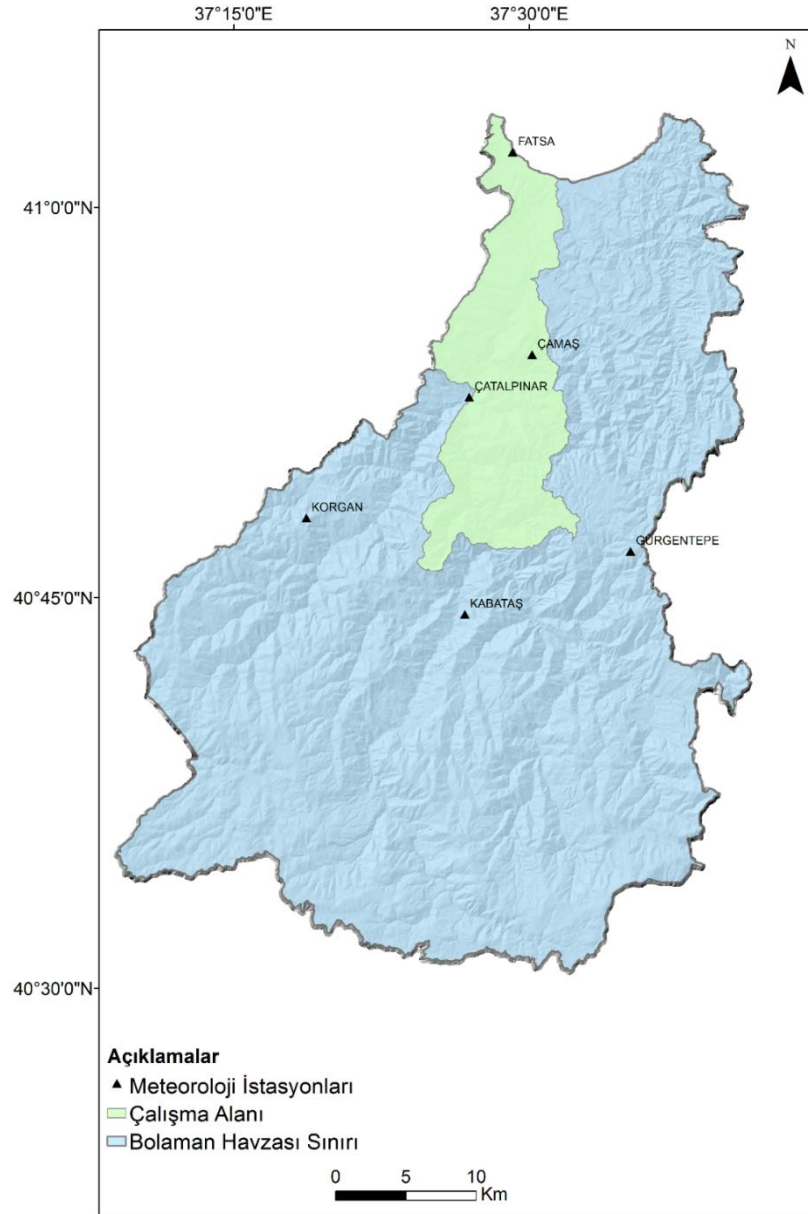 37°15'0"E
37°30'0"E
N
FATSA
41°0'0"N
ÇAMAŞ
ÇATALPINAR
KORGAN
GÜRGENTEPE
40°45'0"N
KABATAŞ
40°30'0"N
Açıklamalar
Meteoroloji İstasyonları
Çalışma Alanı
Bolaman Havzası Sınırı
0 5 10
Km